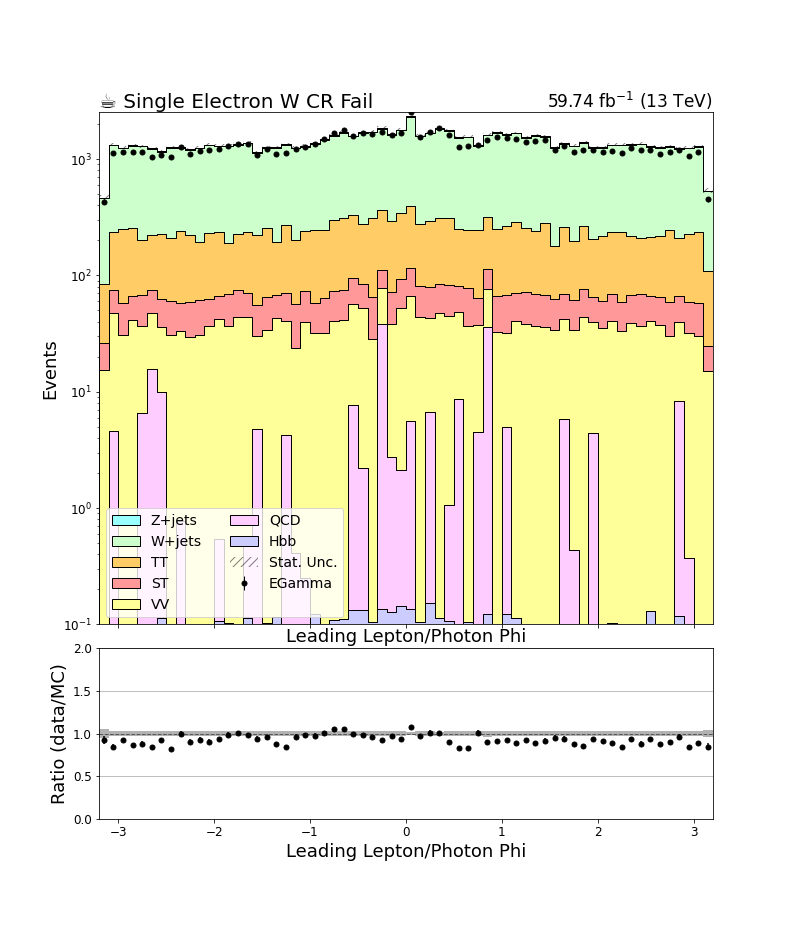 ☕ Single Electron W CR Fail
59.74 fb⁻¹ (13 TeV)
Events
10³
10²
10¹
10⁰
10⁻¹
Z+jets
W+jets
TT
ST
VV
QCD
Hbb
Stat. Unc.
EGamma
Leading Lepton/Photon Phi
Ratio (data/MC)
2.0
1.5
1.0
0.5
0.0
−3 −2 −1 0 1 2 3
Leading Lepton/Photon Phi